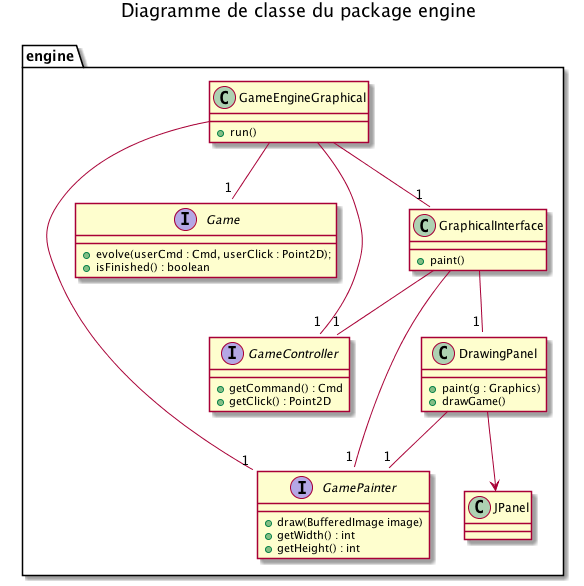 Diagramme de classe du package engine
engine
C GameEngineGraphical
run()
1
1
I Game
evolve(userCmd : Cmd, userClick : Point2D);
isFinished() : boolean
C GraphicalInterface
paint()
1
1
1
I GameController
getCommand() : Cmd
getClick() : Point2D
C DrawingPanel
paint(g : Graphics)
drawGame()
1
1
1
I GamePainter
draw(BufferedImage image)
getWidth() : int
getHeight() : int
C JPanel